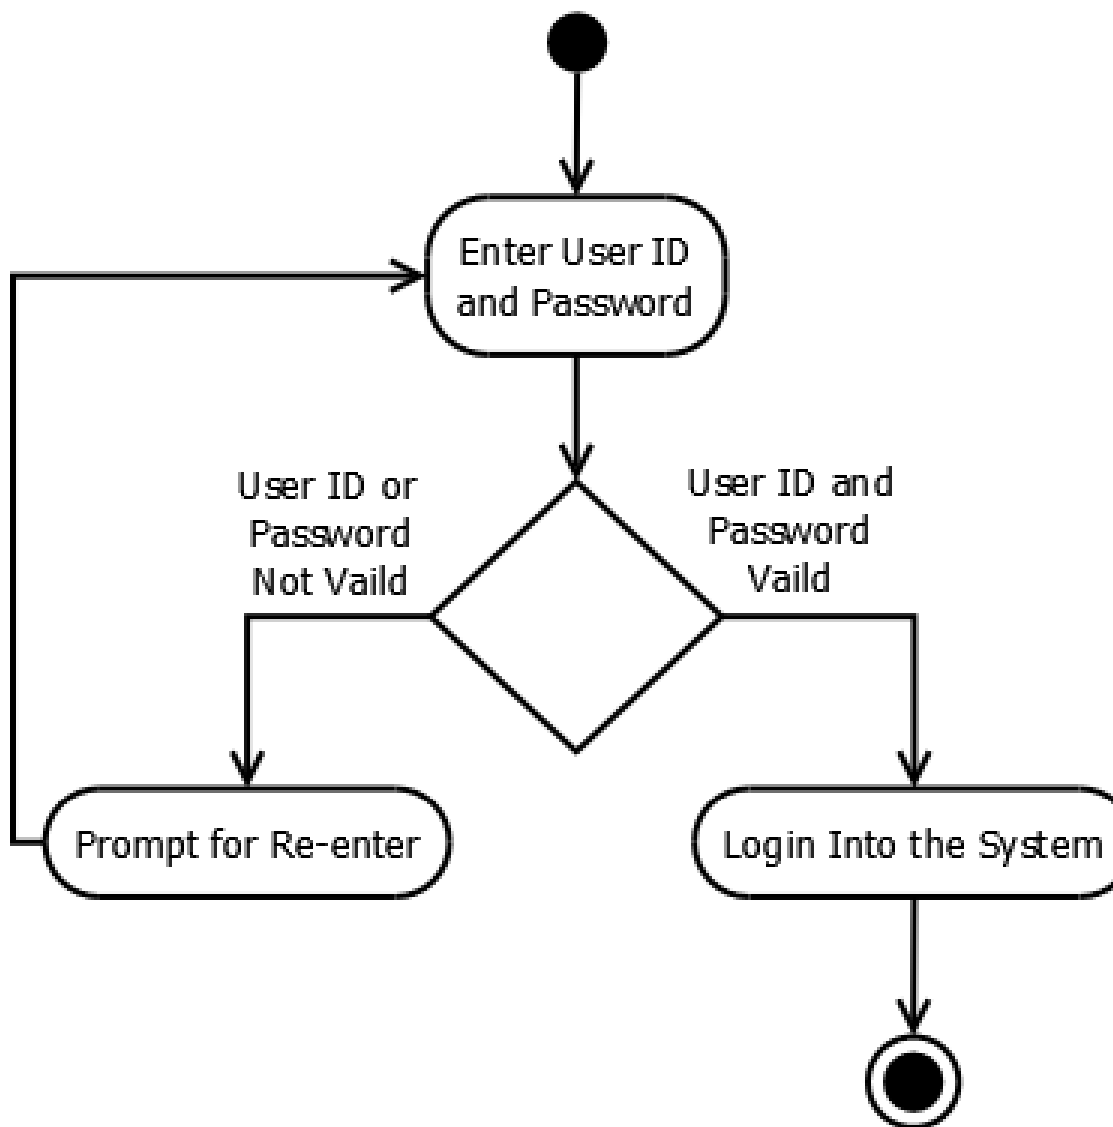 Enter User ID
and Password
User ID or
Password
Not Vaild
User ID and
Password
Vaild
Prompt for Re-enter
Login Into the System